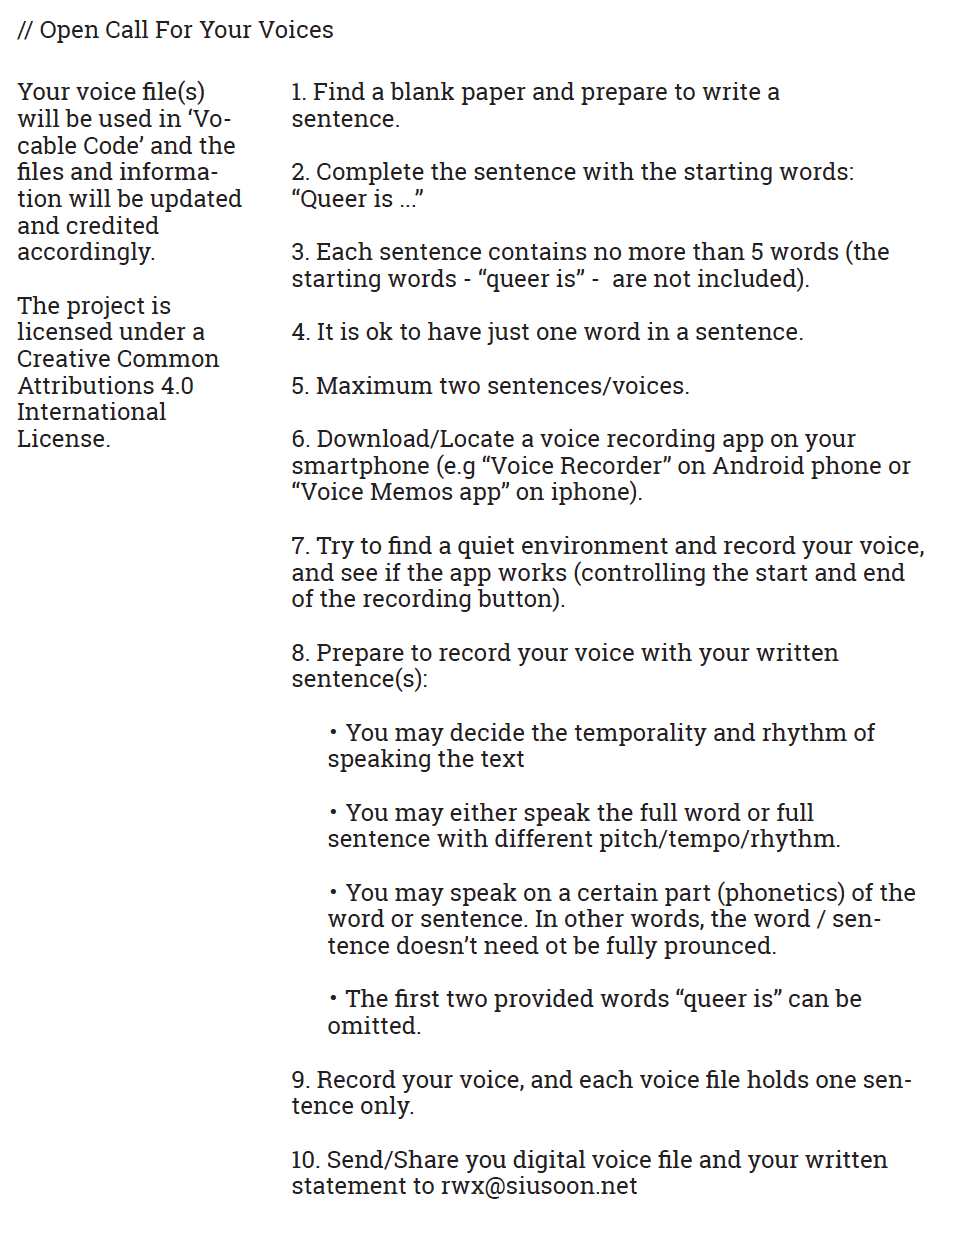 // Open Call For Your Voices
Your voice file(s)
will be used in ‘Vo-
cable Code’ and the
files and informa-
tion will be updated
and credited
accordingly.
The project is
licensed under a
Creative Common
Attributions 4.0
International
License.
1. Find a blank paper and prepare to write a
sentence.
2. Complete the sentence with the starting words:
“Queer is ...”
3. Each sentence contains no more than 5 words (the
starting words - “queer is” -  are not included).
4. It is ok to have just one word in a sentence.
5. Maximum two sentences/voices.
6. Download/Locate a voice recording app on your
smartphone (e.g “Voice Recorder” on Android phone or
“Voice Memos app” on iphone).
7. Try to find a quiet environment and record your voice,
and see if the app works (controlling the start and end
of the recording button).
8. Prepare to record your voice with your written
sentence(s):
• You may decide the temporality and rhythm of
speaking the text
• You may either speak the full word or full
sentence with different pitch/tempo/rhythm.
• You may speak on a certain part (phonetics) of the
word or sentence. In other words, the word / sen-
tence doesn’t need ot be fully prounced.
• The first two provided words “queer is” can be
omitted.
9. Record your voice, and each voice file holds one sen-
tence only.
10. Send/Share you digital voice file and your written
statement to rwx@siusoon.net